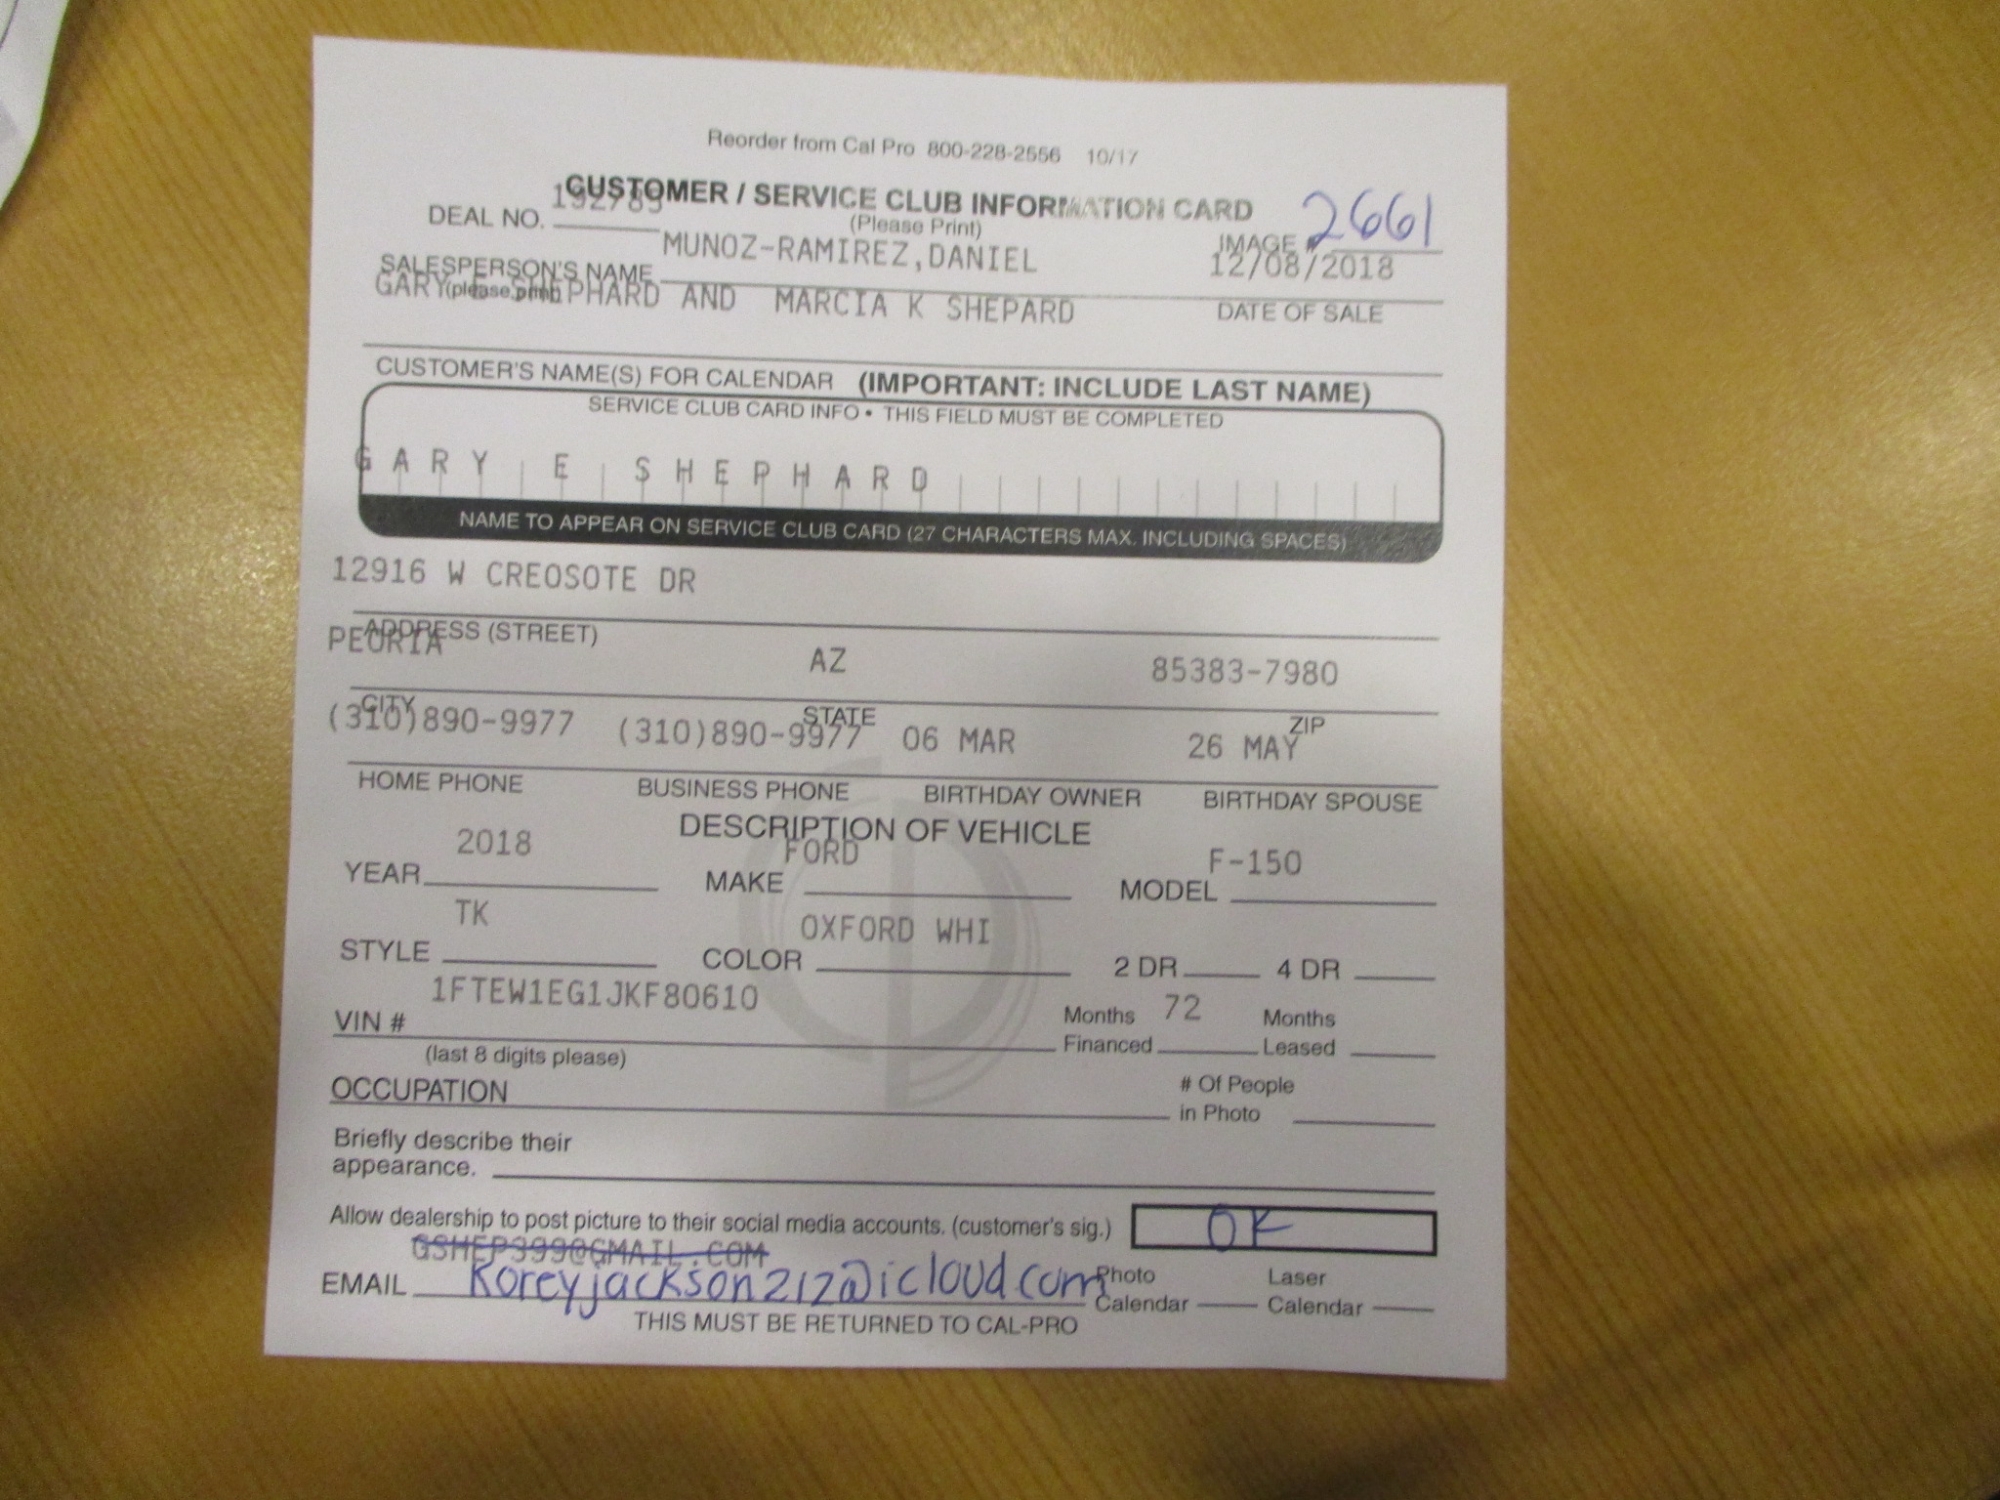 Reorder from Cal Pro 800-228-2556 10/17
CUSTOMER / SERVICE CLUB INFORMATION CARD
(Please Print)
DEAL NO. 192785
IMAGE # 2661
SALESPERSON'S NAME MUNOZ-RAMIREZ,DANIEL
(please print)
12/08/2018
DATE OF SALE
GARY E SHEPHARD AND MARCIA K SHEPARD
CUSTOMER'S NAME(S) FOR CALENDAR (IMPORTANT: INCLUDE LAST NAME)
SERVICE CLUB CARD INFO • THIS FIELD MUST BE COMPLETED
GARY E SHEPHARD
NAME TO APPEAR ON SERVICE CLUB CARD (27 CHARACTERS MAX. INCLUDING SPACES)
12916 W CREOSOTE DR
ADDRESS (STREET)
PEORIA AZ 85383-7980
CITY STATE ZIP
(310)890-9977 (310)890-9977 06 MAR 26 MAY
HOME PHONE BUSINESS PHONE BIRTHDAY OWNER BIRTHDAY SPOUSE
DESCRIPTION OF VEHICLE
YEAR 2018 MAKE FORD MODEL F-150
STYLE TK COLOR OXFORD WHI 2 DR 4 DR
VIN # 1FTEW1EG1JKF80610
(last 8 digits please)
Months Financed 72 Months Leased
OCCUPATION
# Of People in Photo
Briefly describe their
appearance.
Allow dealership to post picture to their social media accounts. (customer's sig.) OK
GSHEP399@GMAIL.COM
EMAIL Koreyjackson212@icloud.com
Photo Calendar Laser Calendar
THIS MUST BE RETURNED TO CAL-PRO